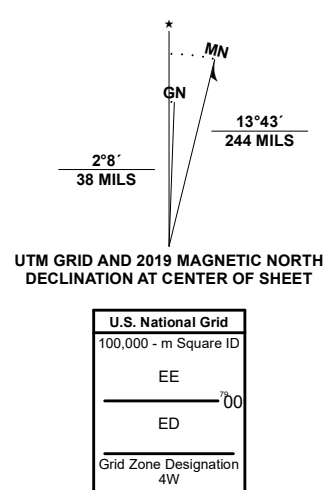 ★
MN
GN
13°43´
244 MILS
2°8´
38 MILS
UTM GRID AND 2019 MAGNETIC NORTH
DECLINATION AT CENTER OF SHEET
U.S. National Grid
100,000 - m Square ID
EE
7900
ED
Grid Zone Designation
4W